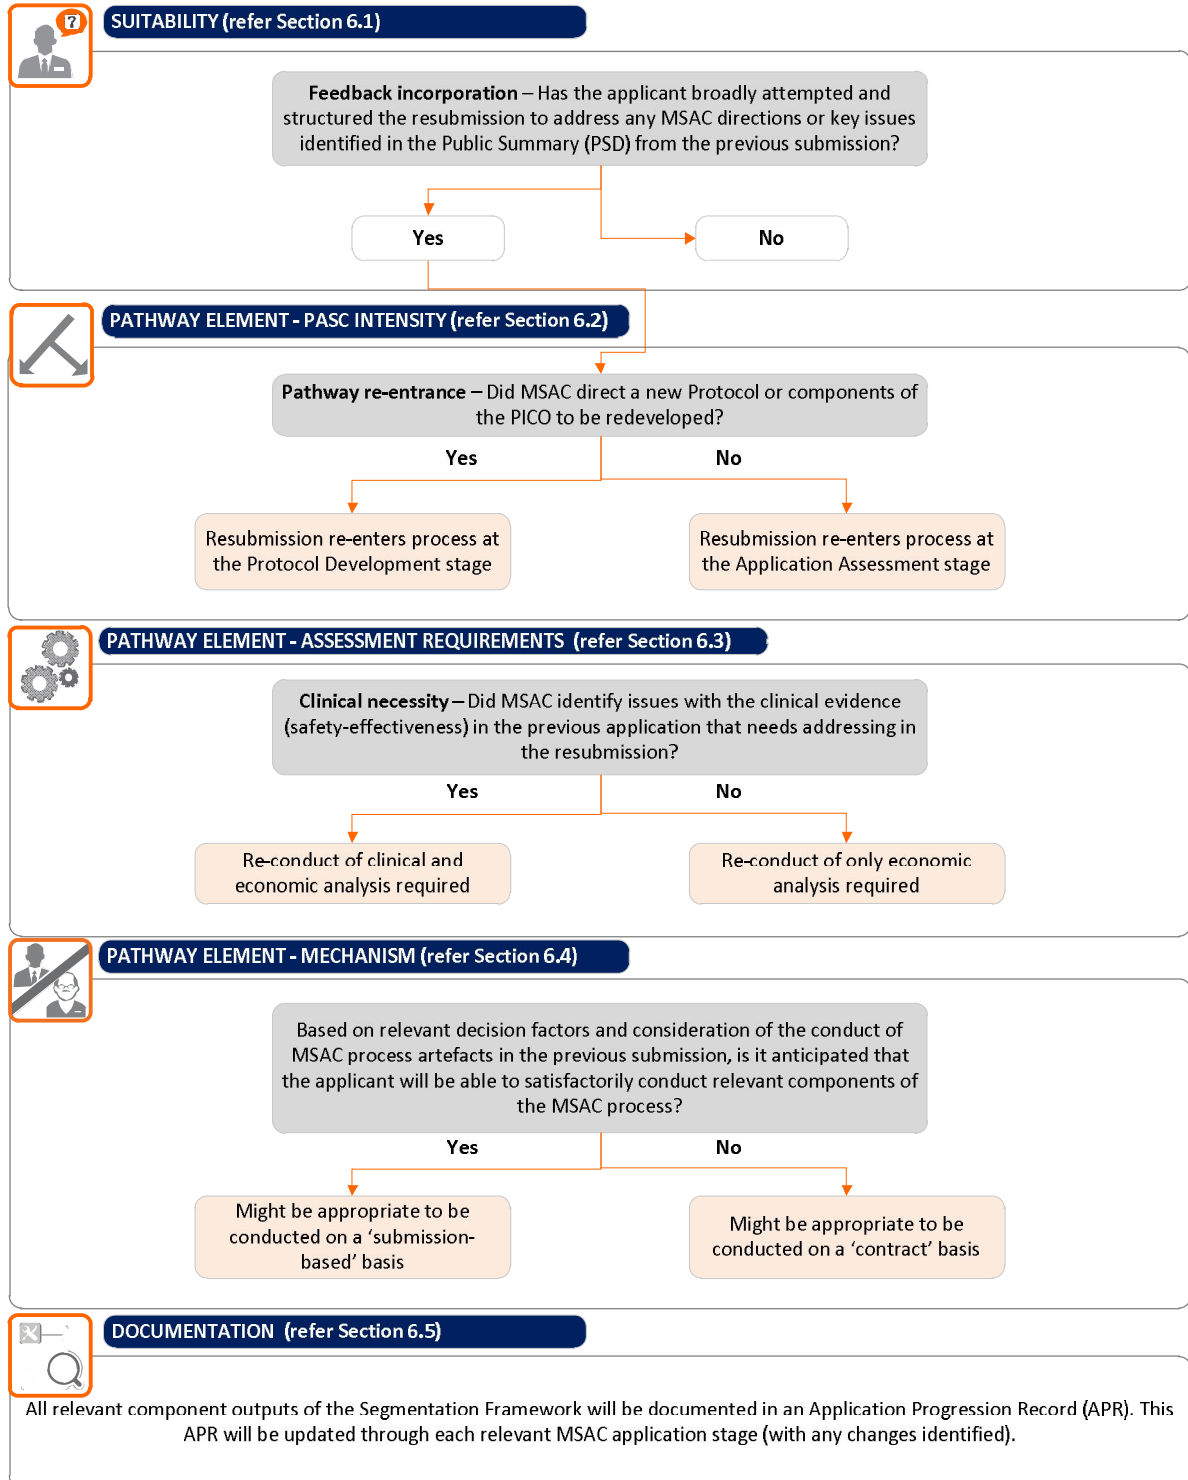 ?
SUITABILITY (refer Section 6.1)
Feedback incorporation – Has the applicant broadly attempted and
structured the resubmission to address any MSAC directions or key issues
identified in the Public Summary (PSD) from the previous submission?
Yes
No
PATHWAY ELEMENT - PASC INTENSITY (refer Section 6.2)
Pathway re-entrance – Did MSAC direct a new Protocol or components of
the PICO to be redeveloped?
Yes
No
Resubmission re-enters process at
the Protocol Development stage
Resubmission re-enters process at
the Application Assessment stage
PATHWAY ELEMENT - ASSESSMENT REQUIREMENTS (refer Section 6.3)
Clinical necessity – Did MSAC identify issues with the clinical evidence
(safety-effectiveness) in the previous application that needs addressing in
the resubmission?
Yes
No
Re-conduct of clinical and
economic analysis required
Re-conduct of only economic
analysis required
PATHWAY ELEMENT - MECHANISM (refer Section 6.4)
Based on relevant decision factors and consideration of the conduct of
MSAC process artefacts in the previous submission, is it anticipated that
the applicant will be able to satisfactorily conduct relevant components of
the MSAC process?
Yes
No
Might be appropriate to be
conducted on a ‘submission-
based’ basis
Might be appropriate to be
conducted on a ‘contract’ basis
DOCUMENTATION (refer Section 6.5)
All relevant component outputs of the Segmentation Framework will be documented in an Application Progression Record (APR). This
APR will be updated through each relevant MSAC application stage (with any changes identified).